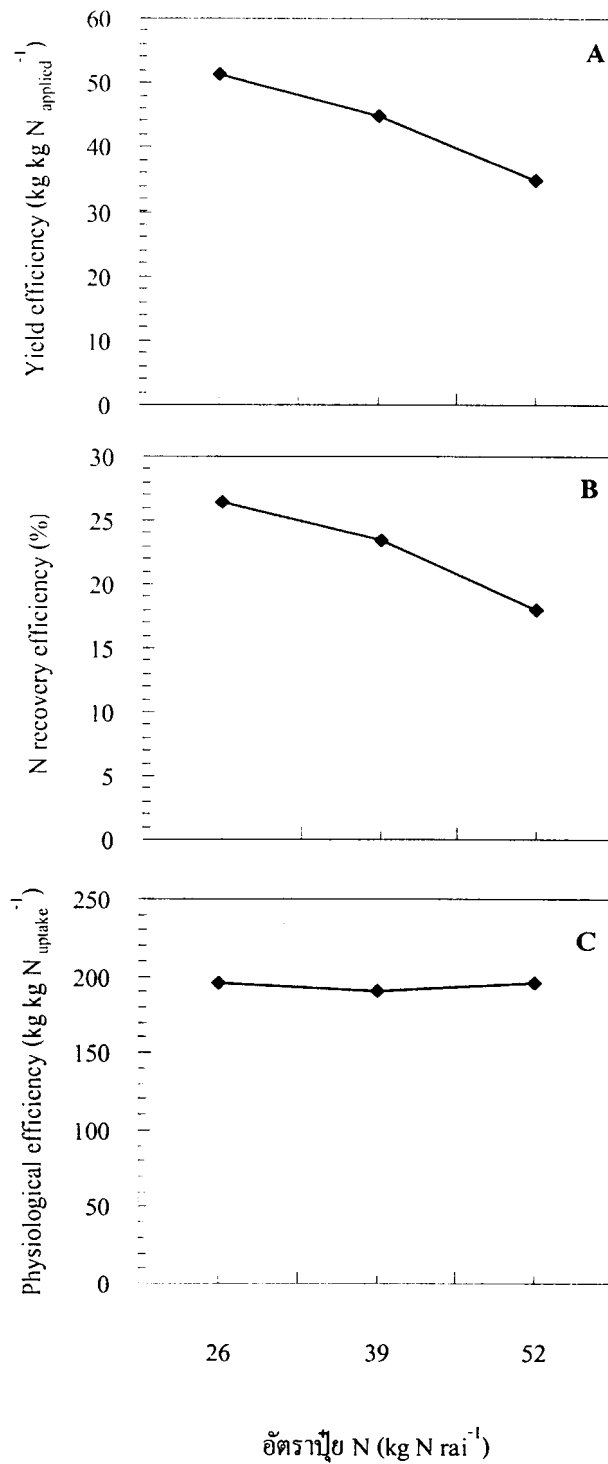 Yield efficiency (kg kg N applied -1)
60
50
40
30
20
10
0
A
N recovery efficiency (%)
30
25
20
15
10
5
0
B
Physiological efficiency (kg kg N uptake -1)
250
200
150
100
50
0
C
26 39 52
อัตราปุ๋ย N (kg N rai-1)